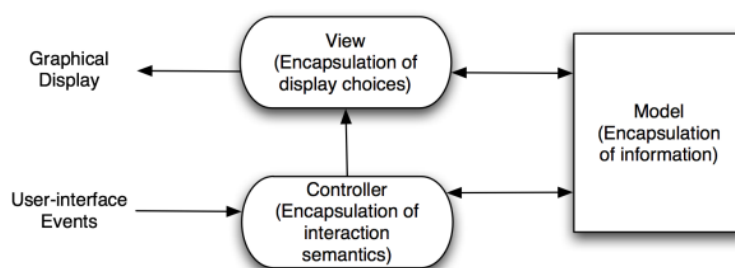 Graphical
Display
View
(Encapsulation of
display choices)
Model
(Encapsulation
of information)
User-interface
Events
Controller
(Encapsulation of
interaction
semantics)